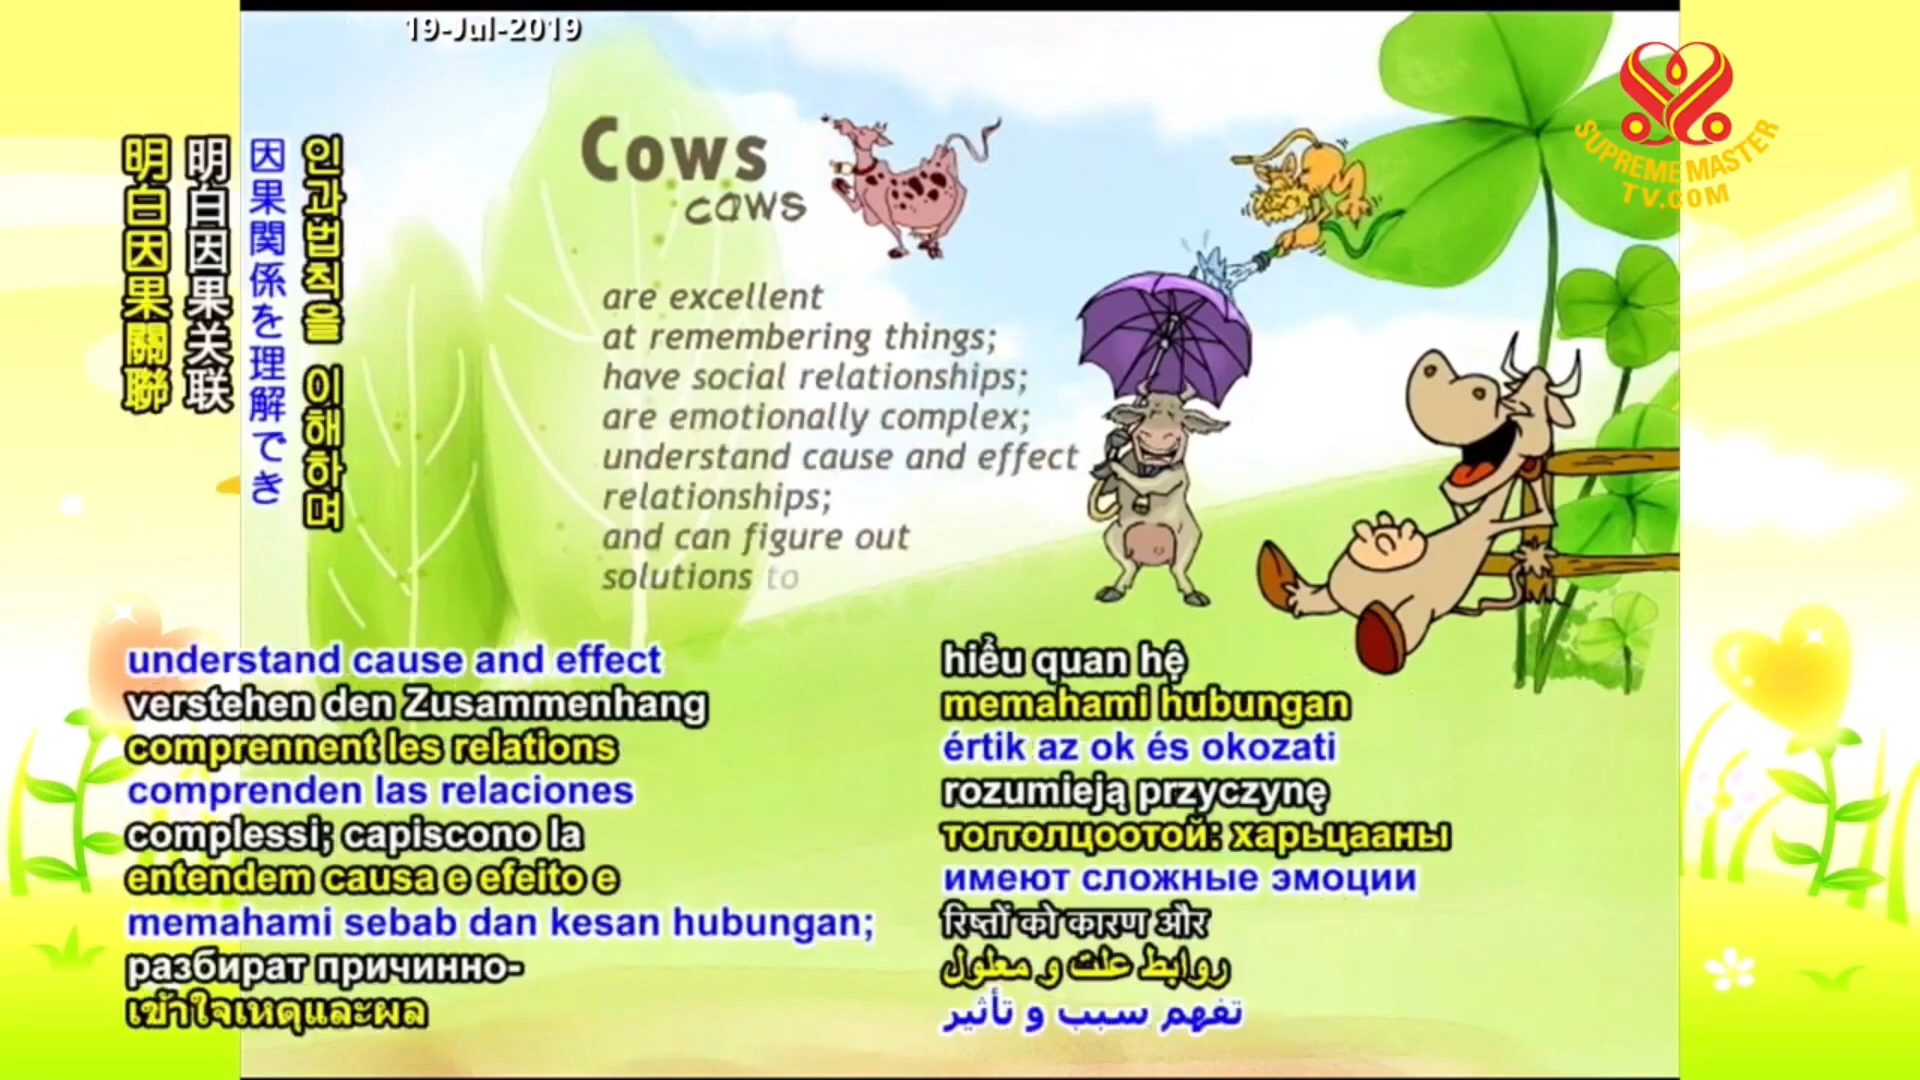 19-Jul-2019
SUPREME MASTER
TV.COM
明白因果關聯
明白因果关联
因果関係を理解でき
인과법칙을 이해하며
Cows
cows
are excellent
at remembering things;
have social relationships;
are emotionally complex;
understand cause and effect
relationships;
and can figure out
solutions to
understand cause and effect
verstehen den Zusammenhang
comprennent les relations
comprenden las relaciones
complessi; capiscono la
entendem causa e efeito e
memahami sebab dan kesan hubungan;
разбират причинно-
เข้าใจเหตุและผล
hiểu quan hệ
memahami hubungan
értik az ok és okozati
rozumieją przyczynę
тогтолцоотой: харьцааны
имеют сложные эмоции
रिष्तों को कारण और
روابط علت و معلول
تفهم سبب و تأثير